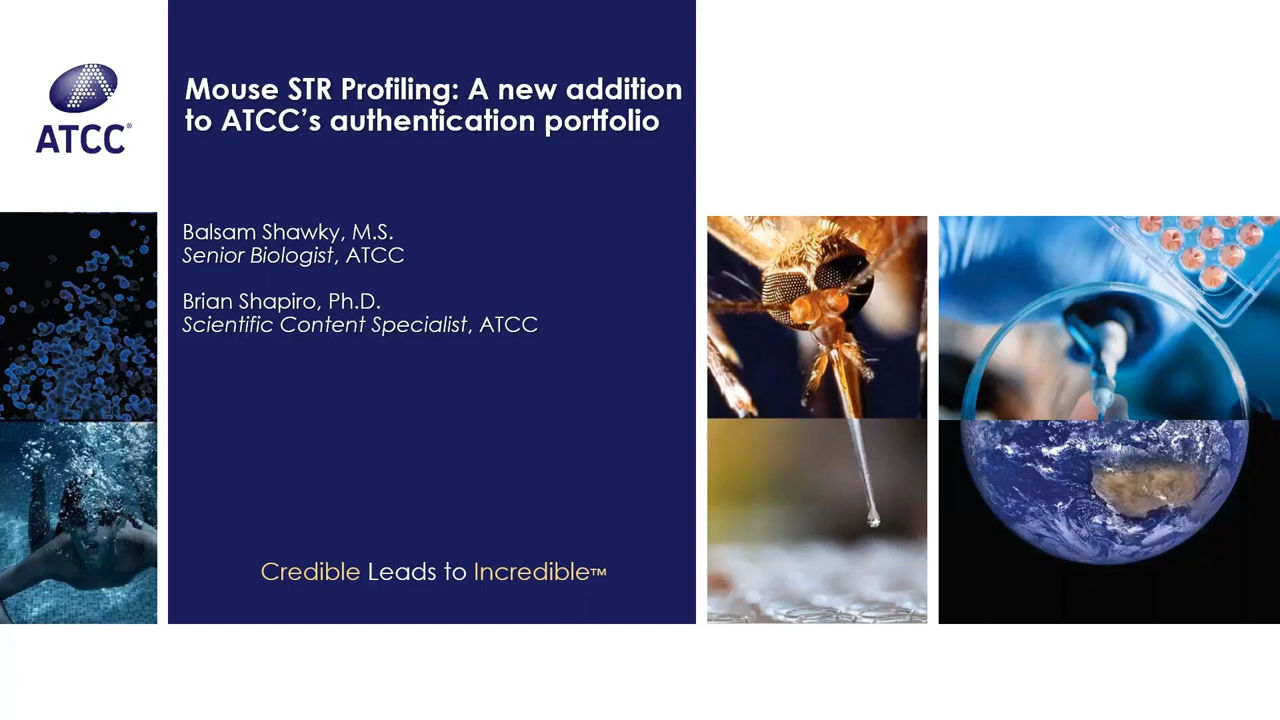 ATCC®
Mouse STR Profiling: A new addition
to ATCC’s authentication portfolio
Balsam Shawky, M.S.
Senior Biologist, ATCC
Brian Shapiro, Ph.D.
Scientific Content Specialist, ATCC
Credible Leads to Incredible™